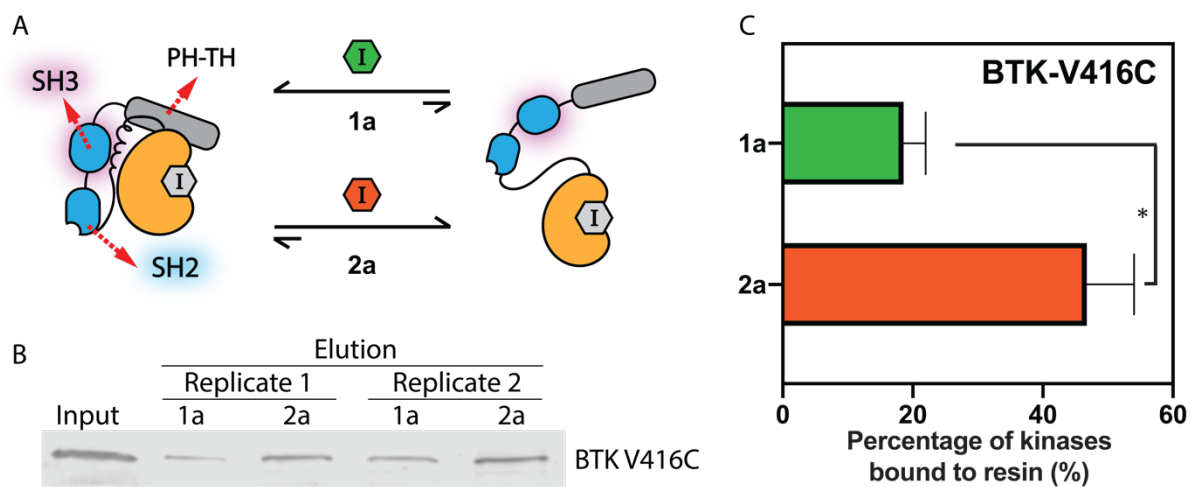 A
SH3
PH-TH
I
1a
I
2a
SH2
I
I
B
Elution
Replicate 1 Replicate 2
Input 1a 2a 1a 2a
BTK V416C
C
BTK-V416C
1a
*
2a
0 20 40 60
Percentage of kinases
bound to resin (%)